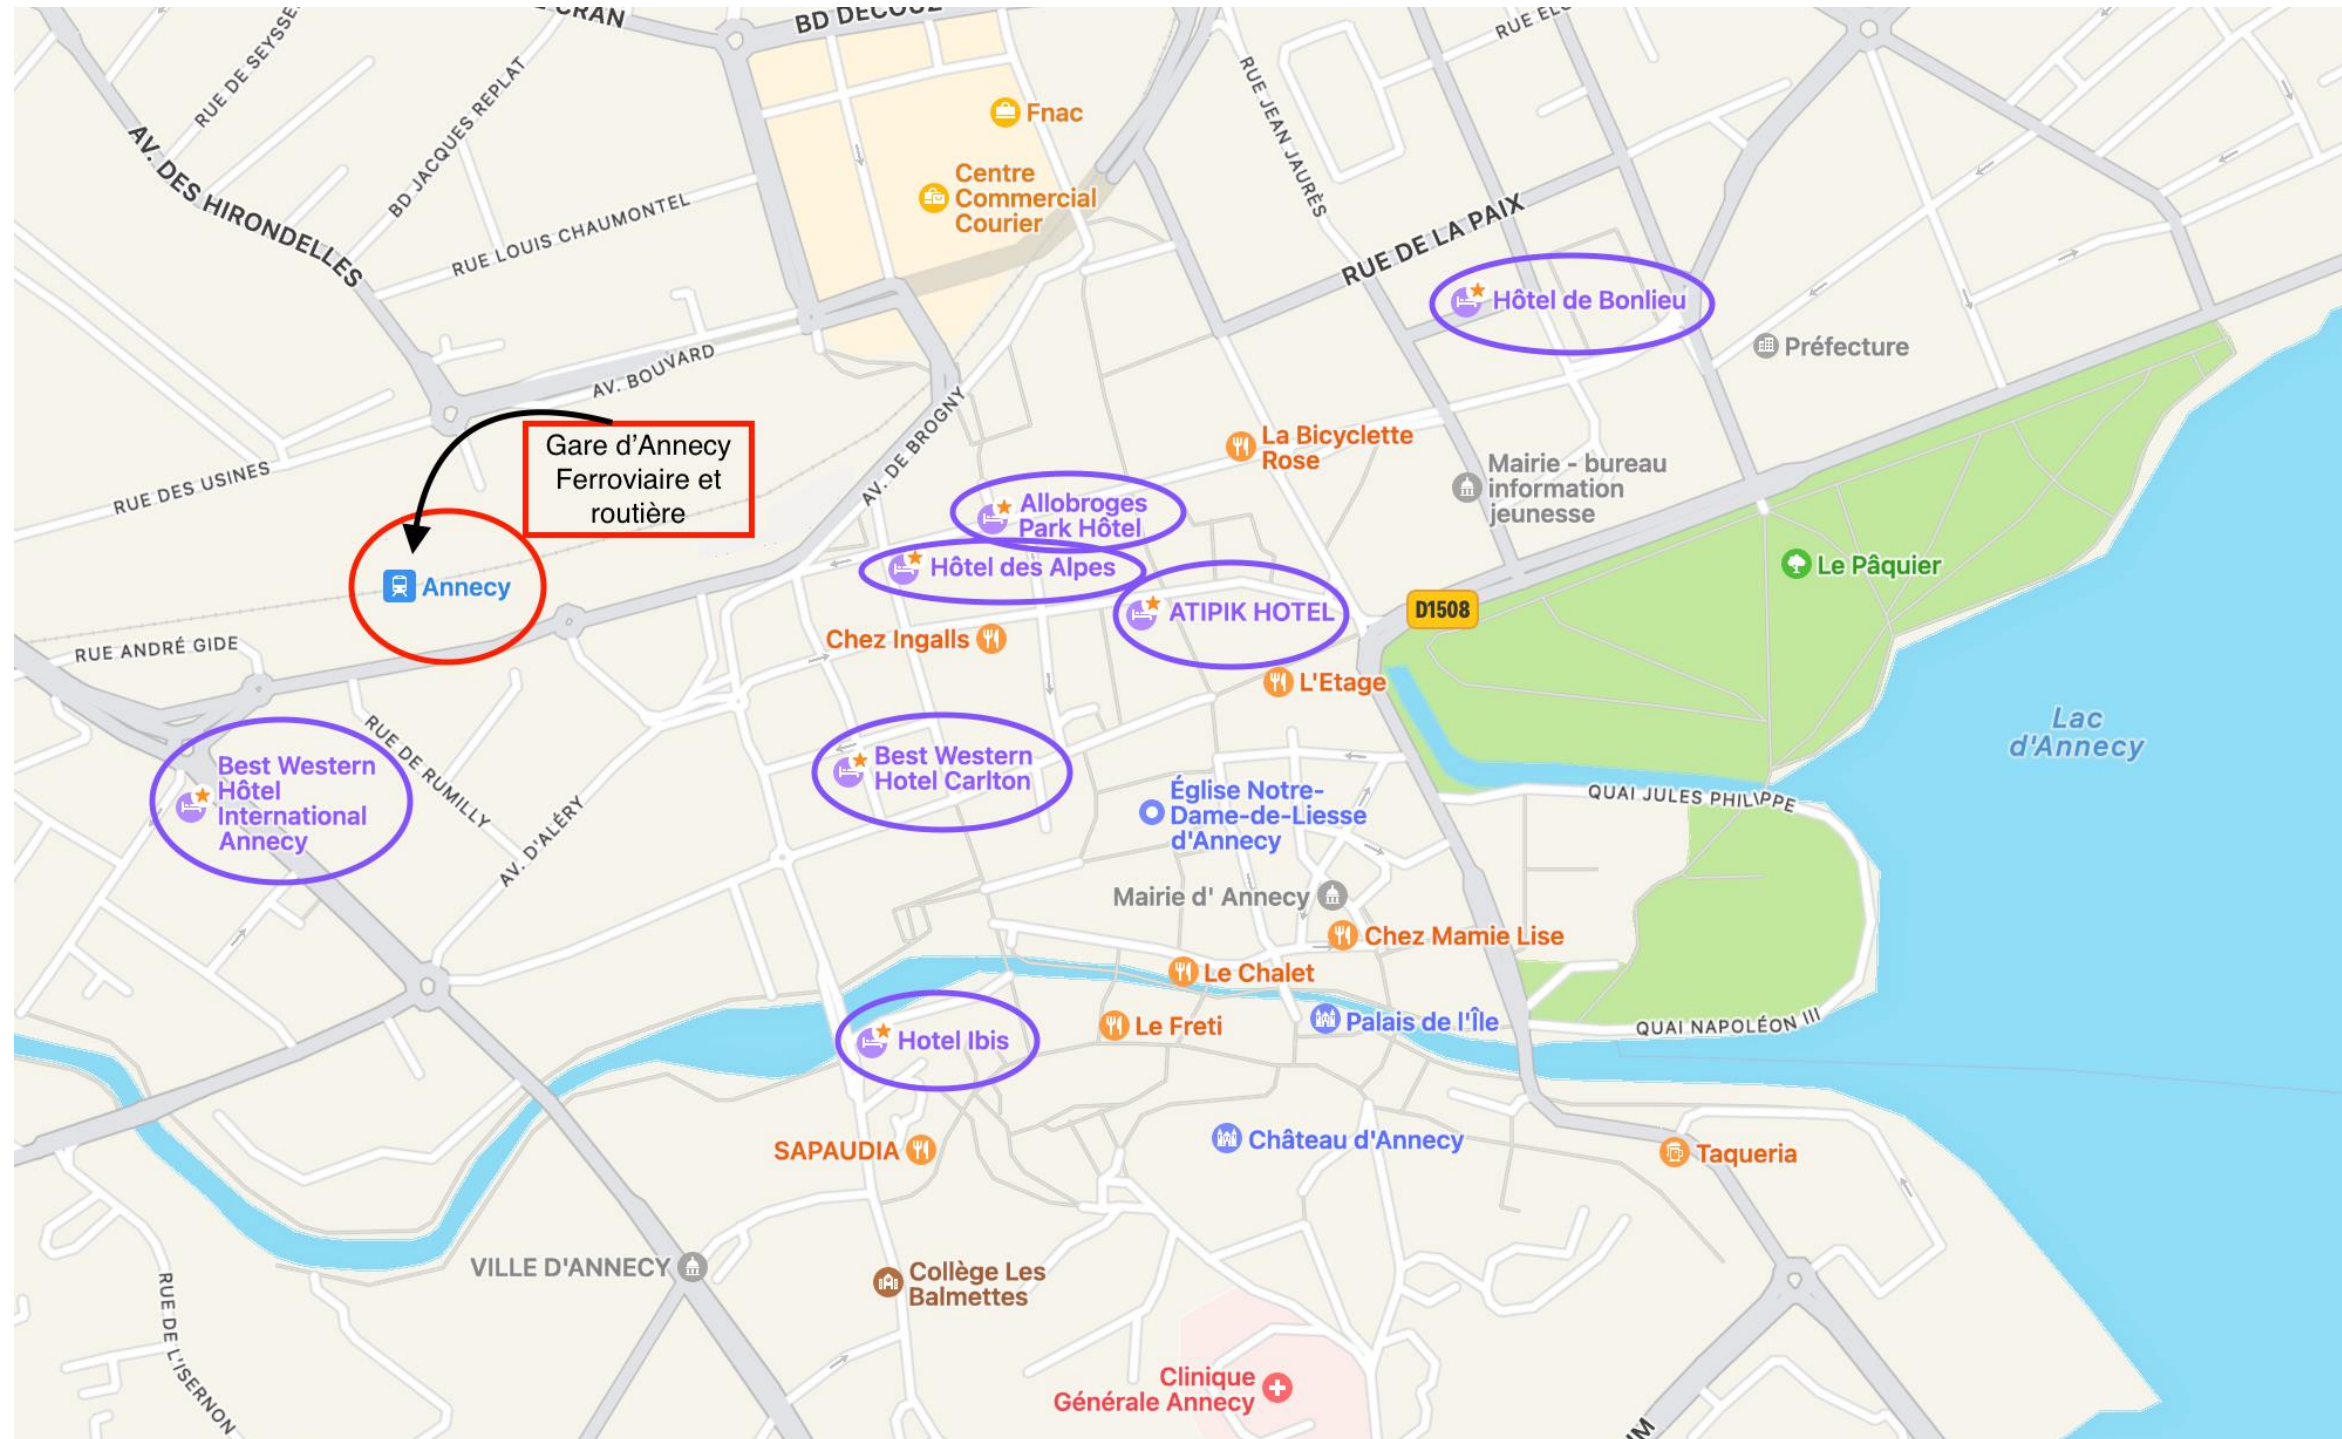 CRAN
BD DECOUZ
RUE DE SEYSSE
BD JACQUES REPLAT
AV. DES HIRONDELLES
RUE LOUIS CHAUMONTEL
Fnac
Centre
Commercial
Courier
RUE JEAN JAURÈS
RUE DE LA PAIX
Hôtel de Bonlieu
Préfecture
AV. BOUVARD
AV. DE BROGNY
Gare d'Annecy
Ferroviaire et
routière
RUE DES USINES
La Bicyclette
Rose
Mairie - bureau
information
jeunesse
Allobroges
Park Hôtel
Hôtel des Alpes
Le Pâquier
Annecy
ATIPIK HOTEL
D1508
RUE ANDRÉ GIDE
Chez Ingalls
L'Etage
Lac
d'Annecy
RUE DE RUMILLY
Best Western
Hôtel
International
Annecy
Best Western
Hotel Carlton
AV. D'ALÉRY
Église Notre-
Dame-de-Liesse
d'Annecy
QUAI JULES PHILIPPE
Mairie d' Annecy
Chez Mamie Lise
Le Chalet
Palais de l'Île
QUAI NAPOLÉON III
Hotel Ibis
Le Freti
SAPAUDIA
Château d'Annecy
Taqueria
VILLE D'ANNECY
Collège Les
Balmettes
RUE DE L'ISERNON
Clinique
Générale Annecy